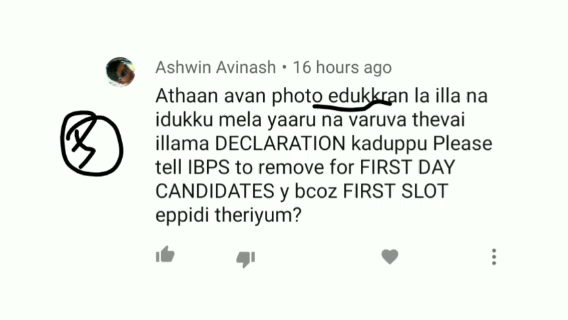 Ashwin Avinash • 16 hours ago
Athaan avan photo edukkran la illa na
idukku mela yaaru na varuva thevai
illama DECLARATION kaduppu Please
tell IBPS to remove for FIRST DAY
CANDIDATES y bcoz FIRST SLOT
eppidi theriyum?